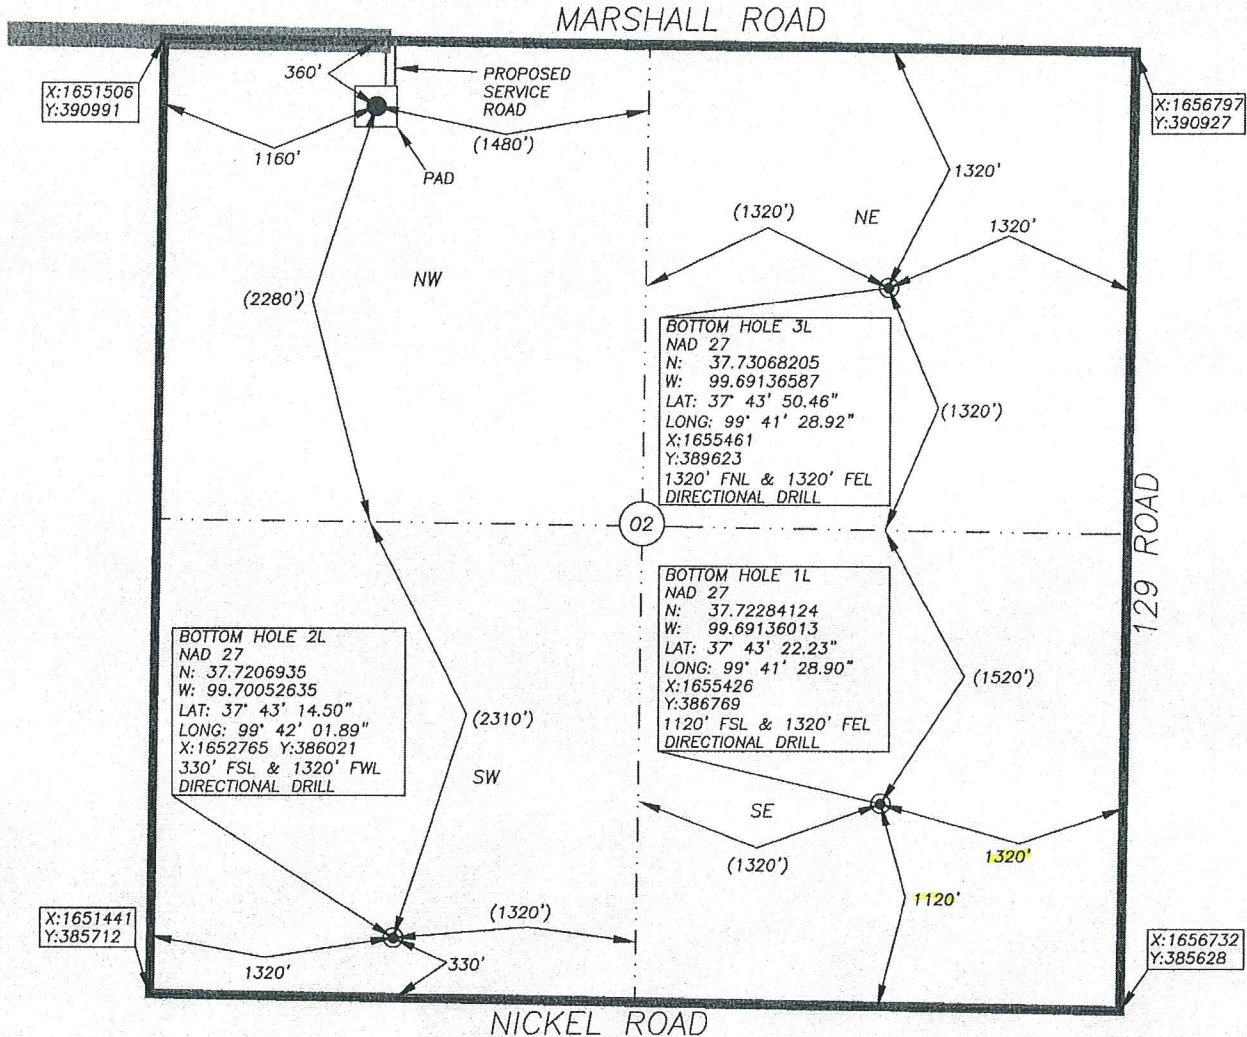 MARSHALL ROAD
360'
PROPOSED
SERVICE
ROAD
X:1651506
Y:390991
X:1656797
Y:390927
1160'
(1480')
PAD
1320'
(1320')
NE
1320'
NW
(2280')
BOTTOM HOLE 3L
NAD 27
N: 37.73068205
W: 99.69136587
LAT: 37° 43' 50.46"
LONG: 99° 41' 28.92"
X:1655461
Y:389623
1320' FNL & 1320' FEL
DIRECTIONAL DRILL
(1320')
02
129 ROAD
BOTTOM HOLE 1L
NAD 27
N: 37.72284124
W: 99.69136013
LAT: 37° 43' 22.23"
LONG: 99° 41' 28.90"
X:1655426
Y:386769
1120' FSL & 1320' FEL
DIRECTIONAL DRILL
(1520')
BOTTOM HOLE 2L
NAD 27
N: 37.7206935
W: 99.70052635
LAT: 37° 43' 14.50"
LONG: 99° 42' 01.89"
X:1652765 Y:386021
330' FSL & 1320' FWL
DIRECTIONAL DRILL
(2310')
SW
SE
(1320')
1320'
1120'
X:1651441
Y:385712
(1320')
1320'
330'
X:1656732
Y:385628
NICKEL ROAD